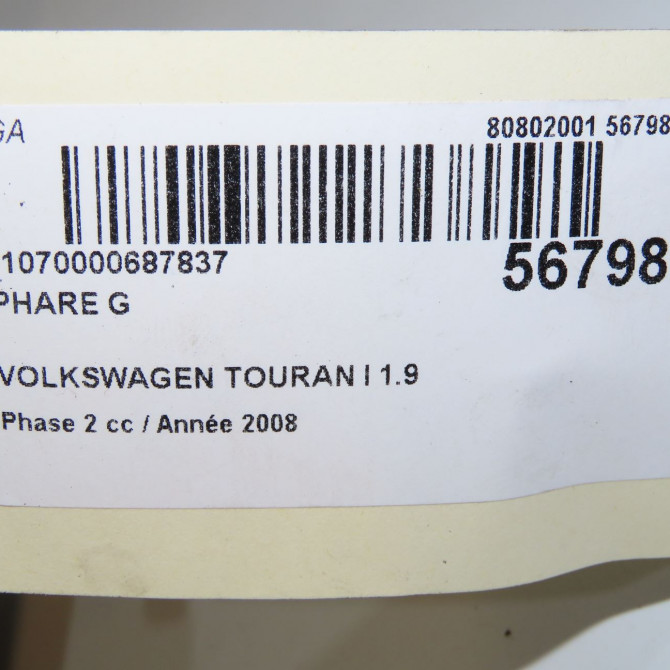 GA
80802001 56798
1070000687837
56798
PHARE G
VOLKSWAGEN TOURAN I 1.9
Phase 2 cc / Année 2008